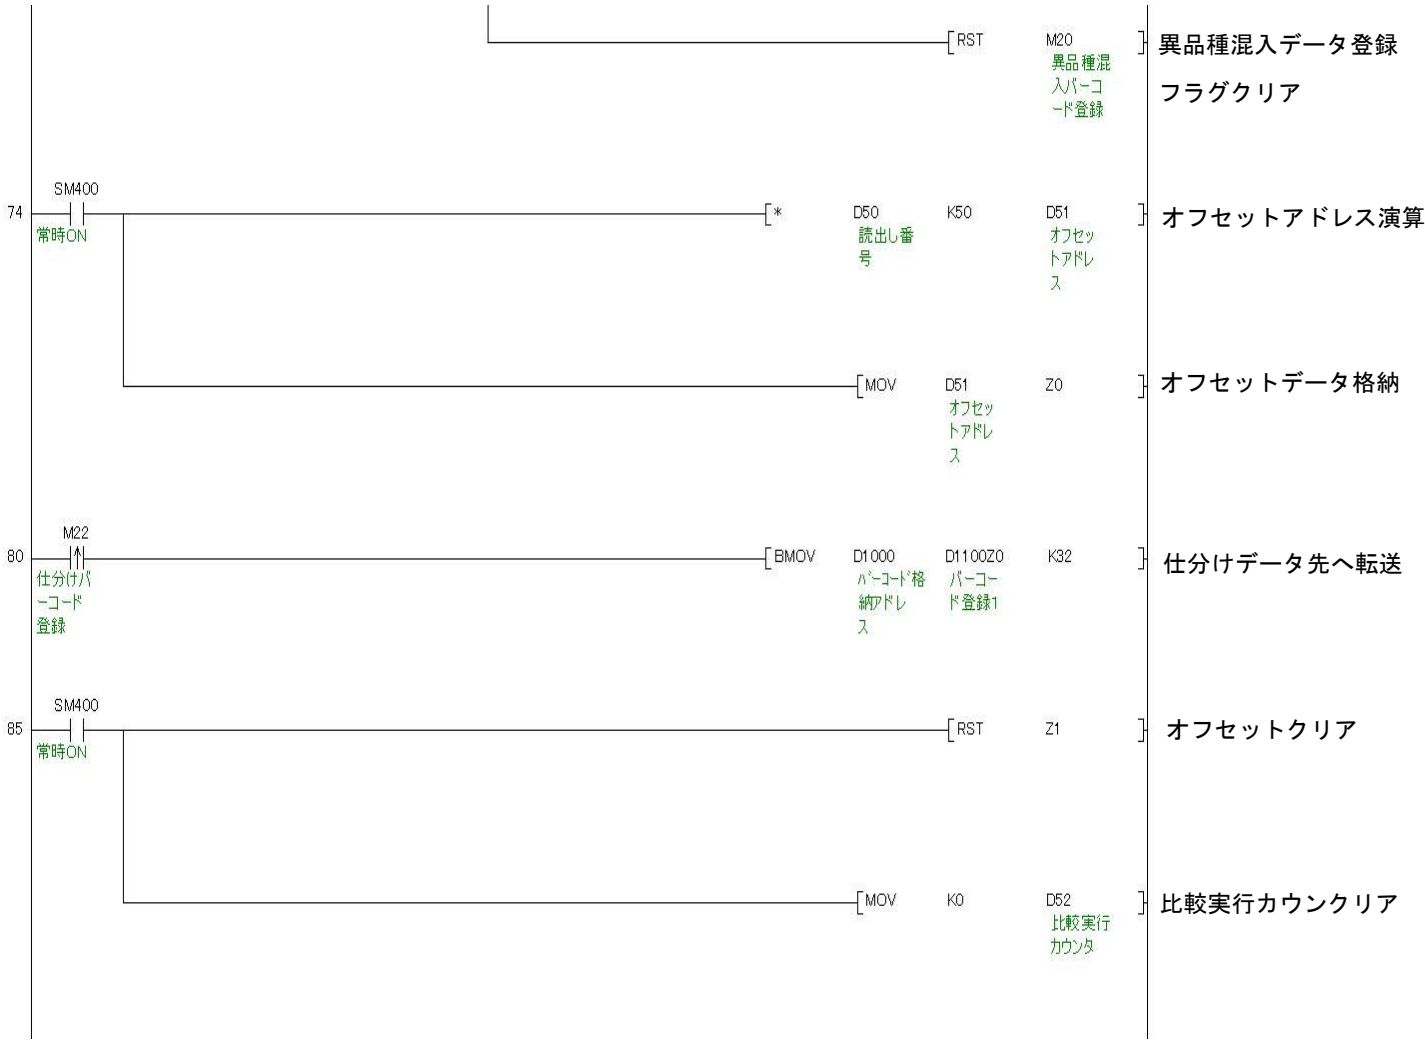 RST M20 異品種混入データ登録
異品種混
入バーコ
ード登録
フラグクリア
SM400
74 * D50 K50 D51 オフセットアドレス演算
常時ON 読出し番 オフセッ
号 トアドレ
ス
MOV D51 Z0 オフセットデータ格納
オフセッ
トアドレ
ス
M22
80 BMOV D1000 D1100Z0 K32 仕分けデータ先へ転送
仕分けバ バーコード格 バーコー
ーコード 納アドレ ド登録1
登録 ス
SM400
85 RST Z1 オフセットクリア
常時ON
MOV K0 D52 比較実行カウンクリア
比較実行
カウンタ